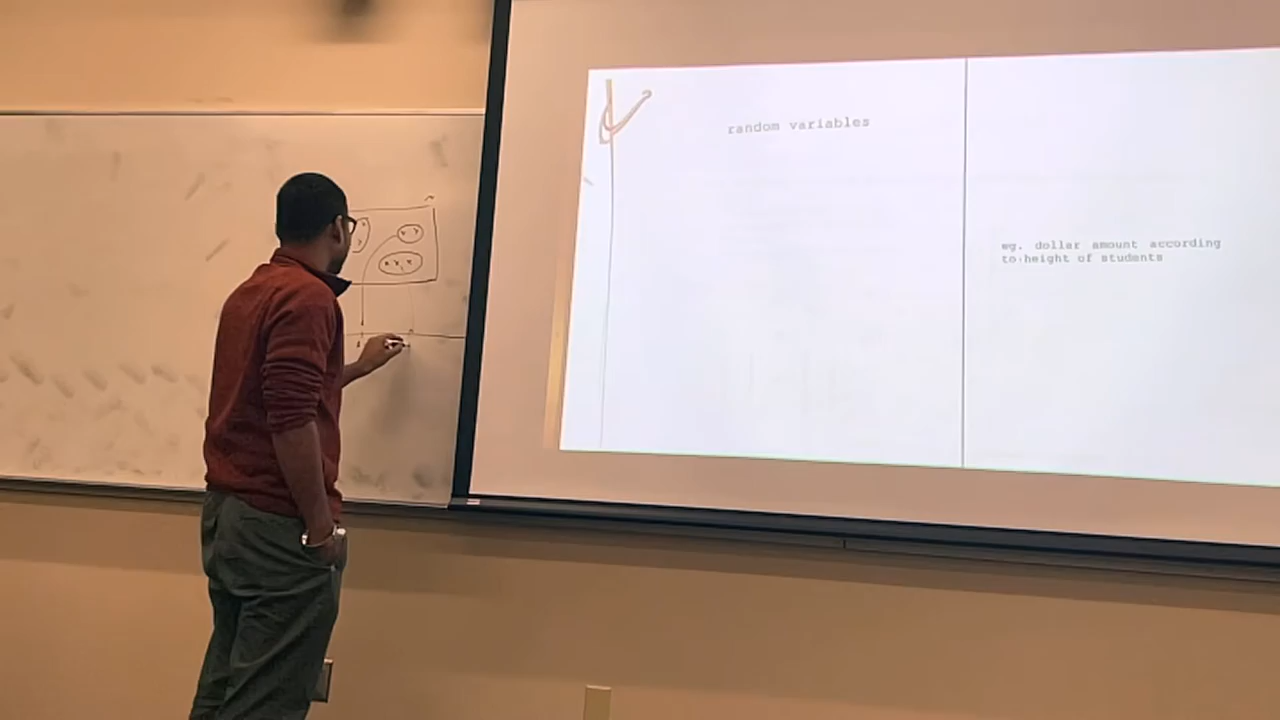 random variables
eg. dollar amount according
to height of students